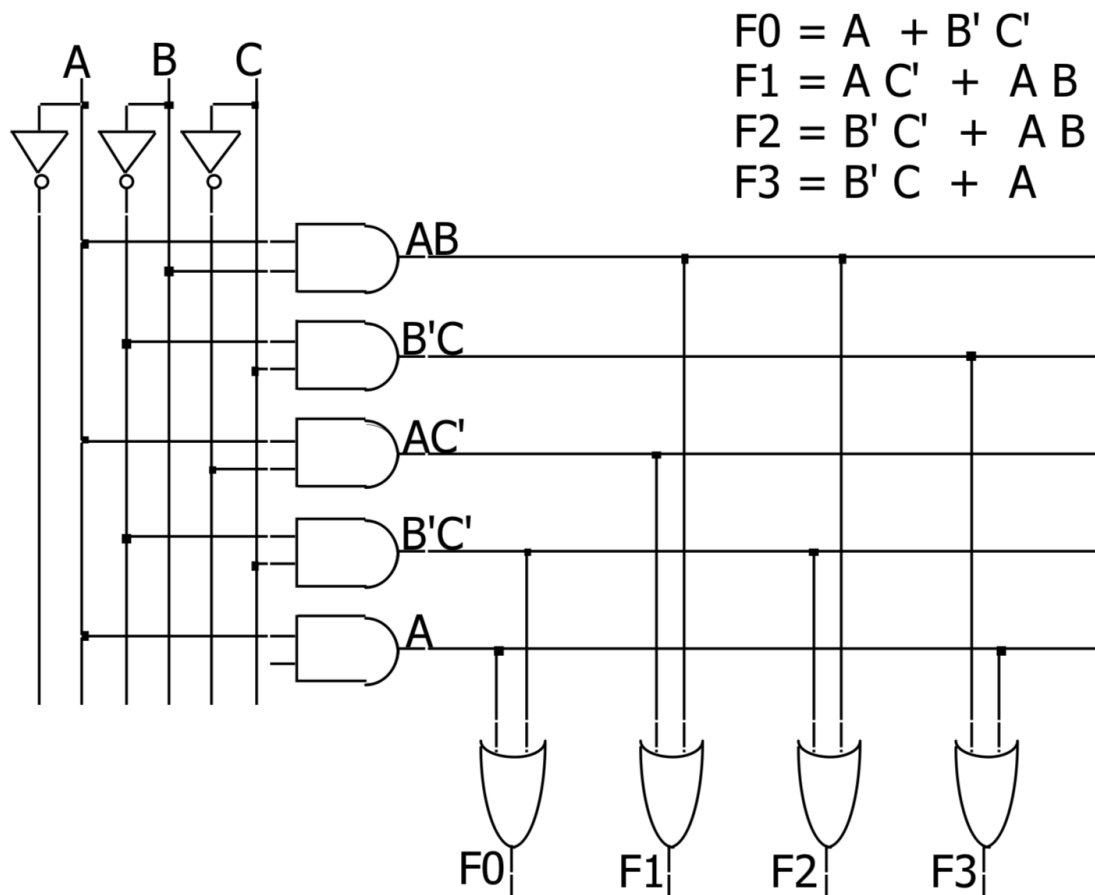 F0 = A + B' C'
F1 = A C' + A B
F2 = B' C' + A B
F3 = B' C + A
A B C
AB
B'C
AC'
B'C'
A
F0 F1 F2 F3